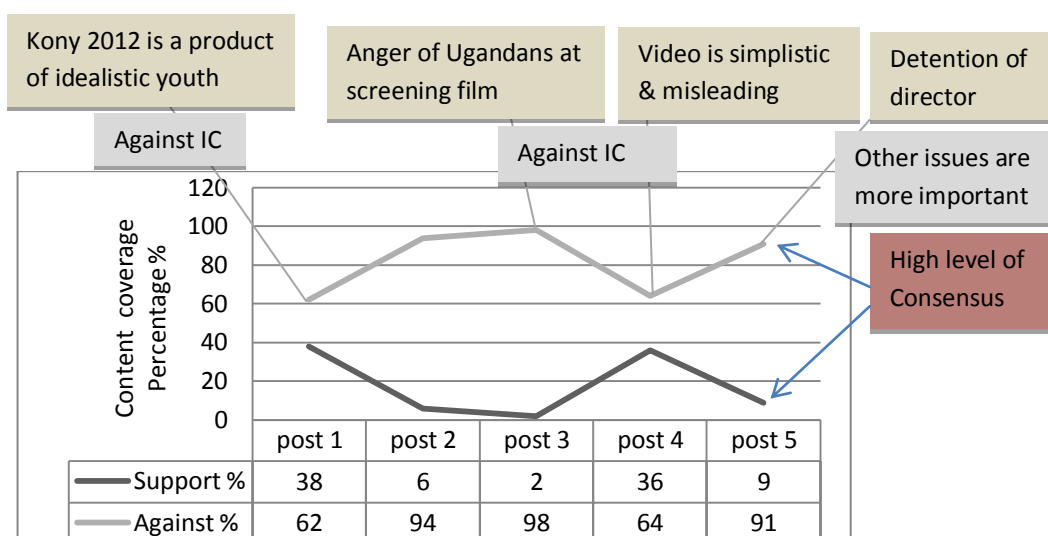 Kony 2012 is a product
of idealistic youth
Anger of Ugandans at
screening film
Video is simplistic
& misleading
Detention of
director
Against IC
Against IC
Other issues are
more important
High level of
Consensus
Content coverage
Percentage %
120
100
80
60
40
20
0
post 1 post 2 post 3 post 4 post 5
Support % 38 6 2 36 9
Against % 62 94 98 64 91